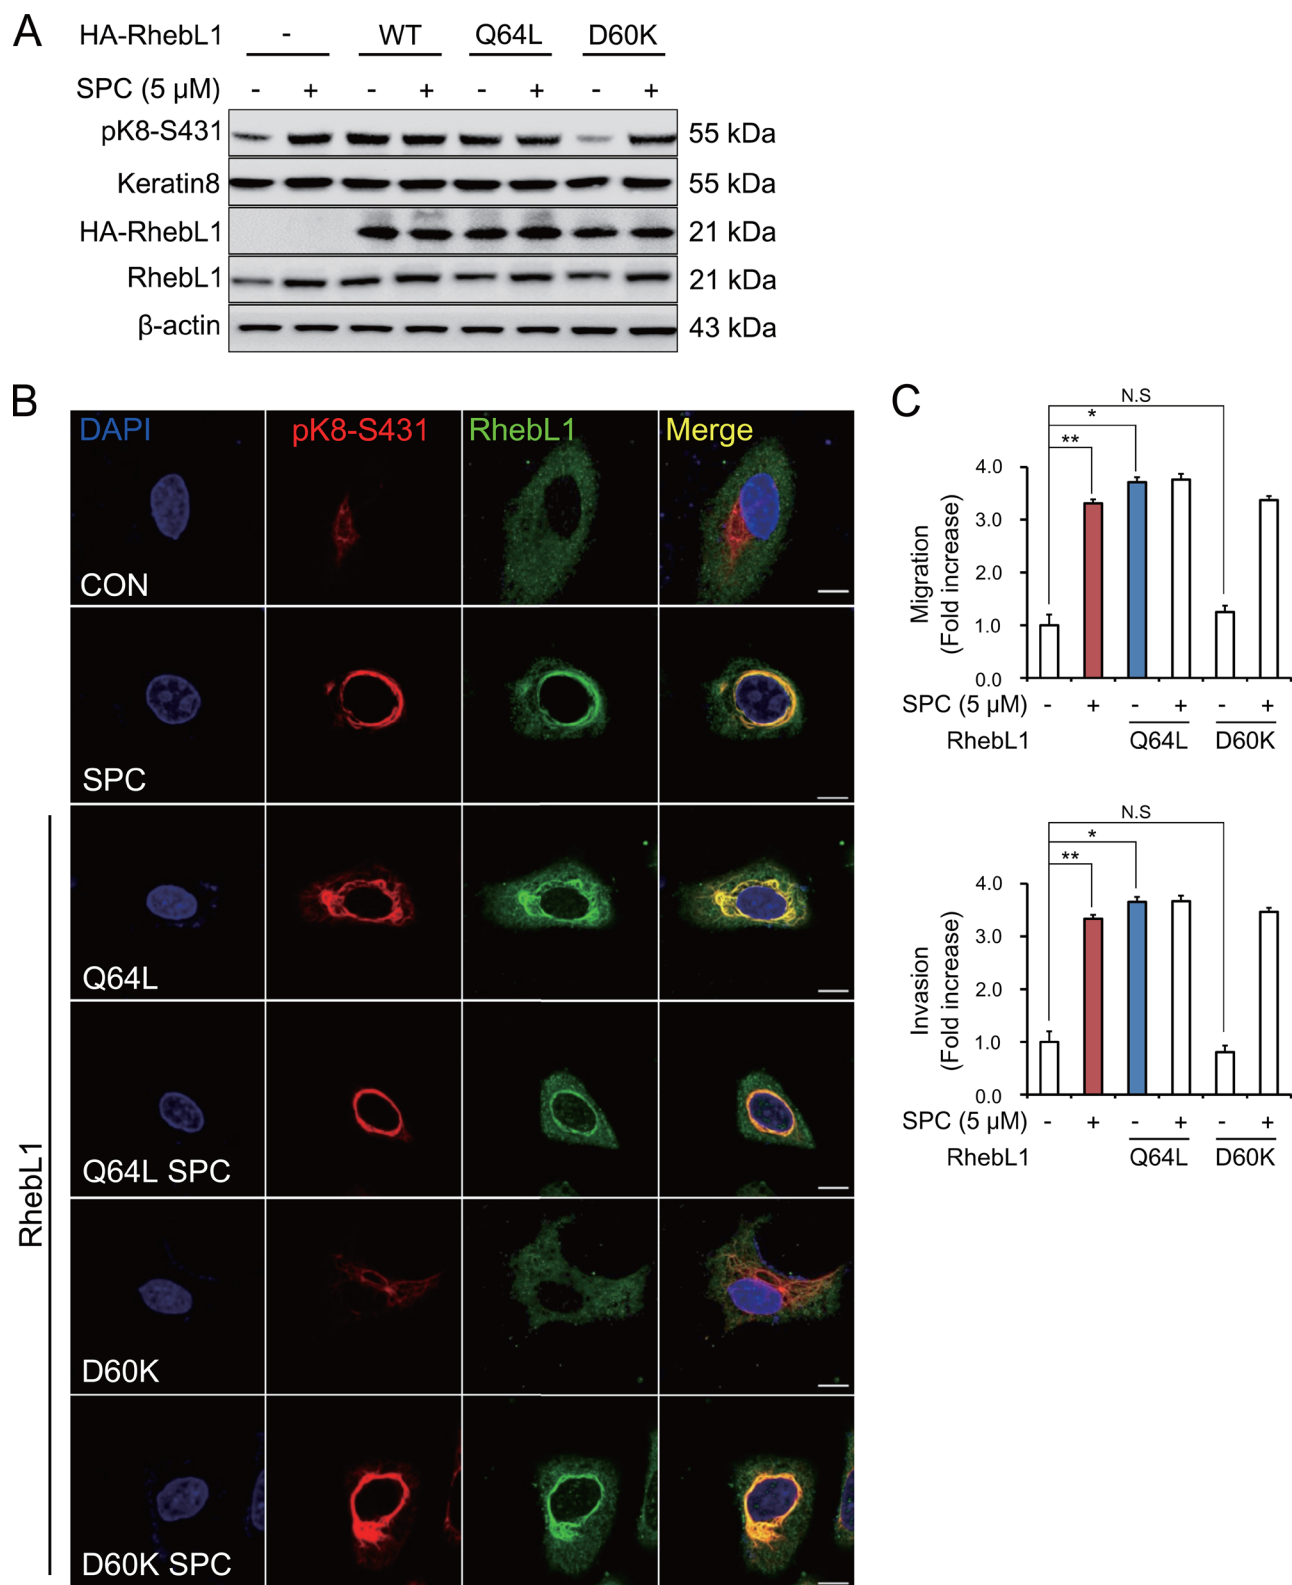 A
HA-RhebL1 - WT Q64L D60K
SPC (5 µM) - + - + - + - +
pK8-S431 55 kDa
Keratin8 55 kDa
HA-RhebL1 21 kDa
RhebL1 21 kDa
β-actin 43 kDa
B
DAPI pK8-S431 RhebL1 Merge
CON
SPC
Q64L
Q64L SPC
D60K
D60K SPC
RhebL1
C
N.S
*
**
4.0
3.0
2.0
1.0
0.0
Migration
(Fold increase)
SPC (5 µM) - + - + - +
RhebL1 Q64L D60K
N.S
*
**
4.0
3.0
2.0
1.0
0.0
Invasion
(Fold increase)
SPC (5 µM) - + - + - +
RhebL1 Q64L D60K